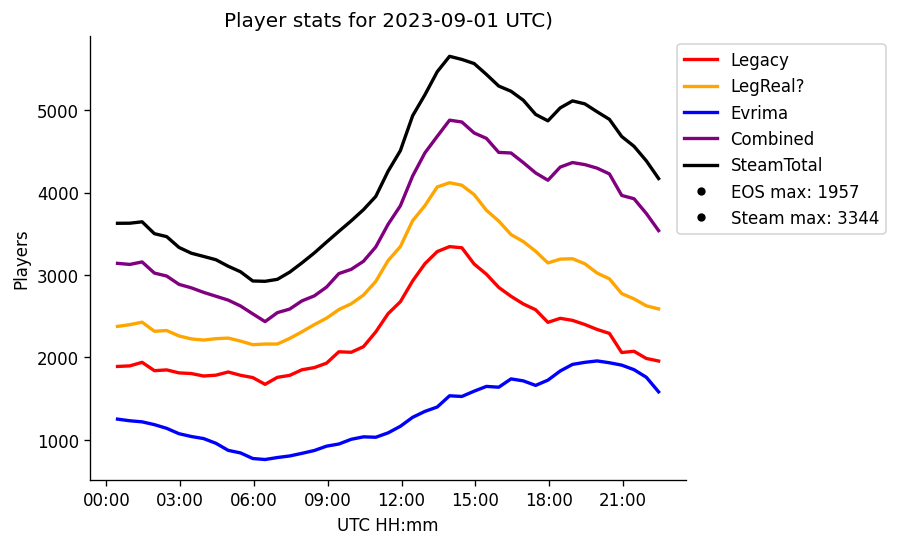 Player stats for 2023-09-01 UTC)
Players
5000
4000
3000
2000
1000
00:00 03:00 06:00 09:00 12:00 15:00 18:00 21:00
UTC HH:mm
Legacy
LegReal?
Evrima
Combined
SteamTotal
EOS max: 1957
Steam max: 3344